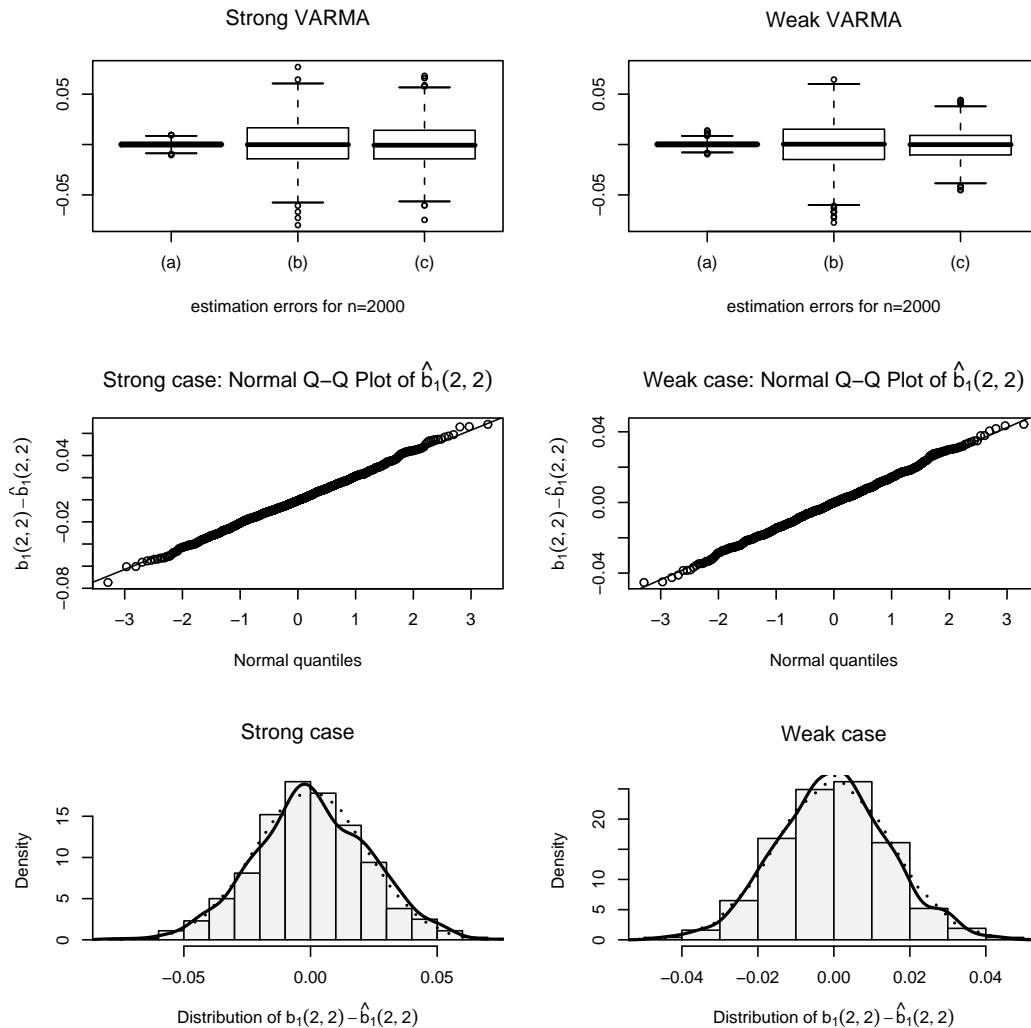 Strong VARMA
−0.05
0.05
(a)
(b)
(c)
estimation errors for n=2000
Weak VARMA
−0.05
0.05
(a)
(b)
(c)
estimation errors for n=2000
Strong case: Normal Q−Q Plot of b̂₁(2, 2)
b₁(2, 2) − b̂₁(2, 2)
−0.08
−0.02
0.04
−3
−2
−1
0
1
2
3
Normal quantiles
Weak case: Normal Q−Q Plot of b̂₁(2, 2)
b₁(2, 2) − b̂₁(2, 2)
−0.04
0.00
0.04
−3
−2
−1
0
1
2
3
Normal quantiles
Strong case
Density
0
5
10
15
−0.05
0.00
0.05
Distribution of b₁(2, 2) − b̂₁(2, 2)
Weak case
Density
0
5
10
20
−0.04
−0.02
0.00
0.02
0.04
Distribution of b₁(2, 2) − b̂₁(2, 2)